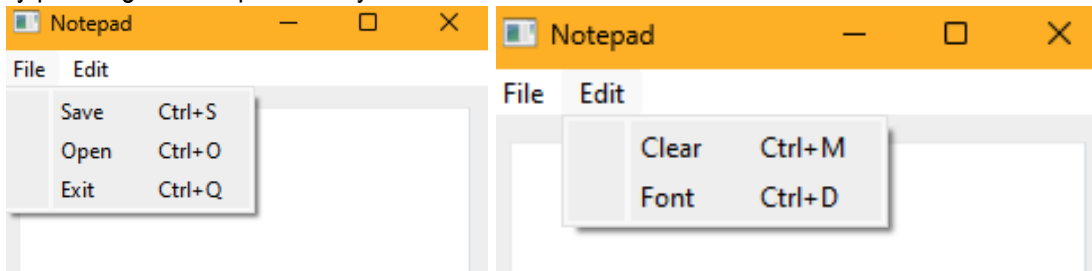 Notepad
File Edit
Save Ctrl+S
Open Ctrl+O
Exit Ctrl+Q
Notepad
File Edit
Clear Ctrl+M
Font Ctrl+D